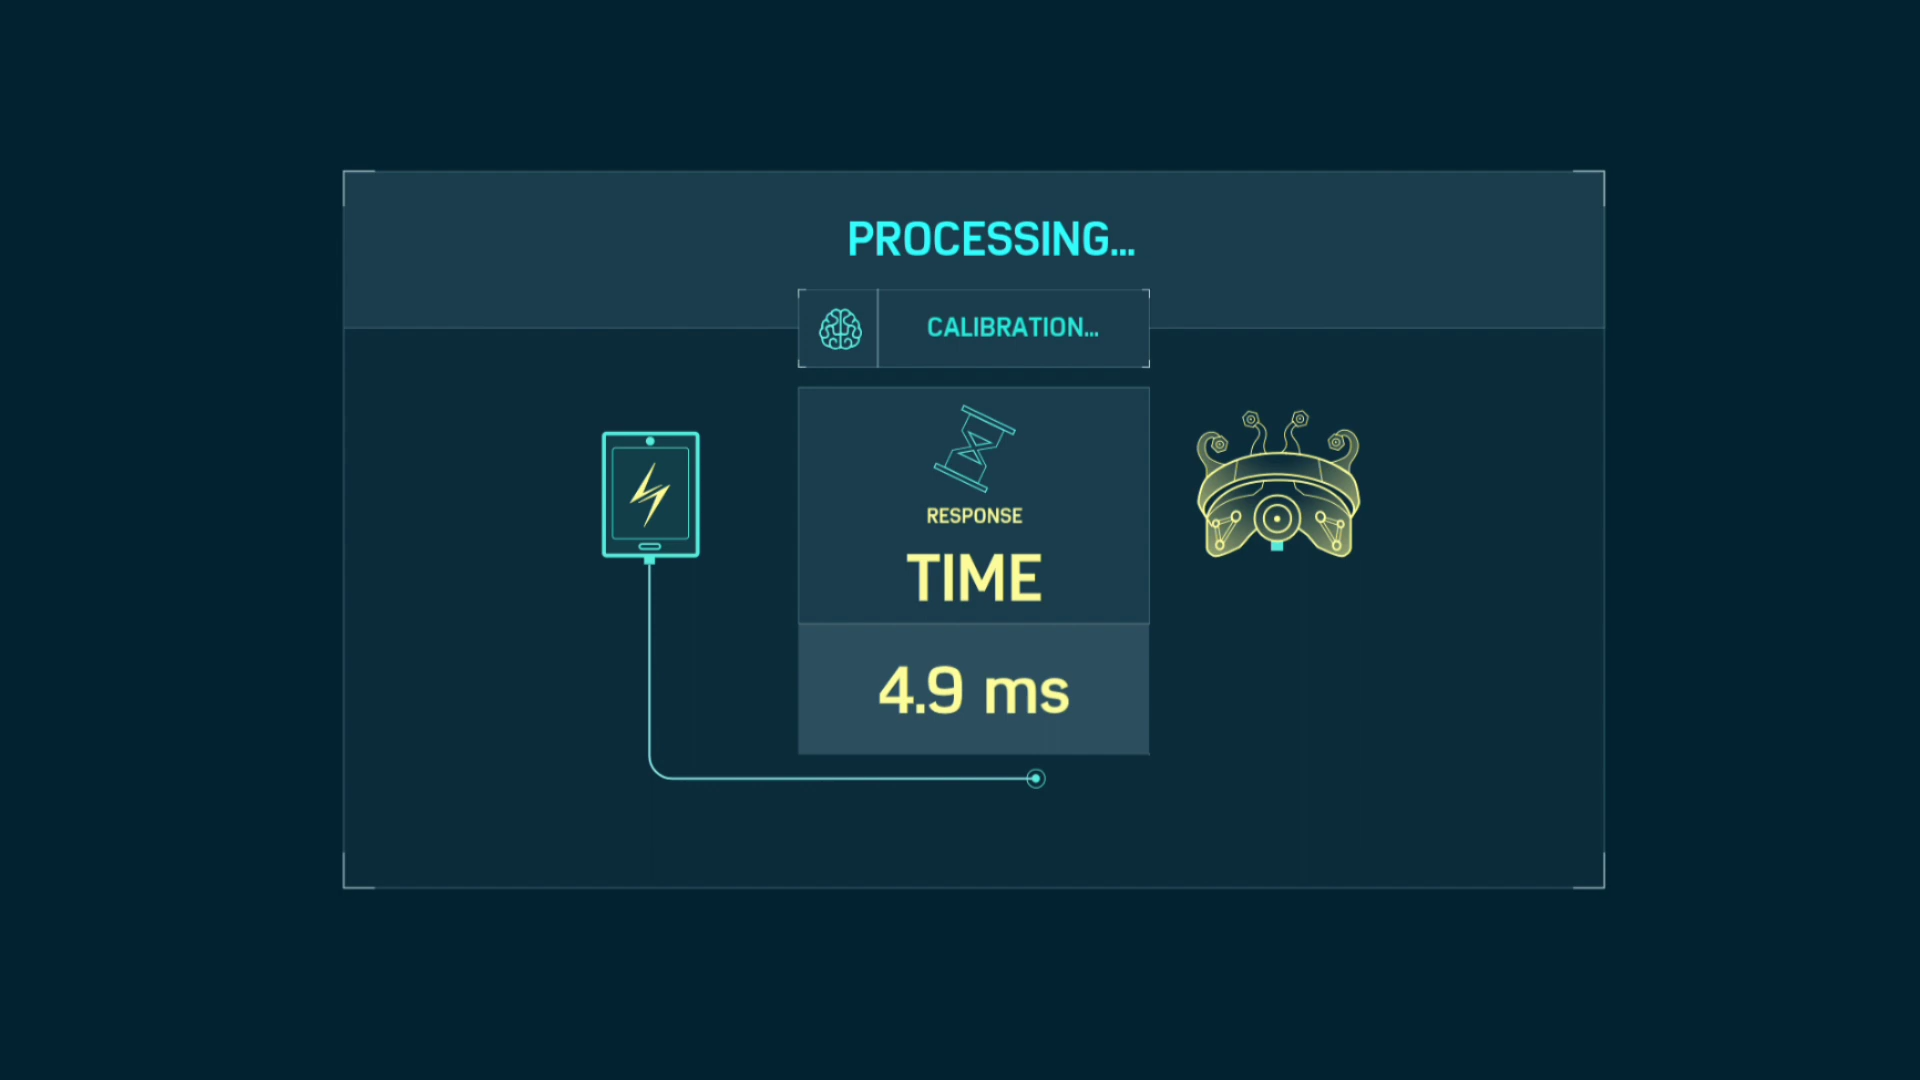 PROCESSING...
CALIBRATION...
RESPONSE
TIME
4.9 ms